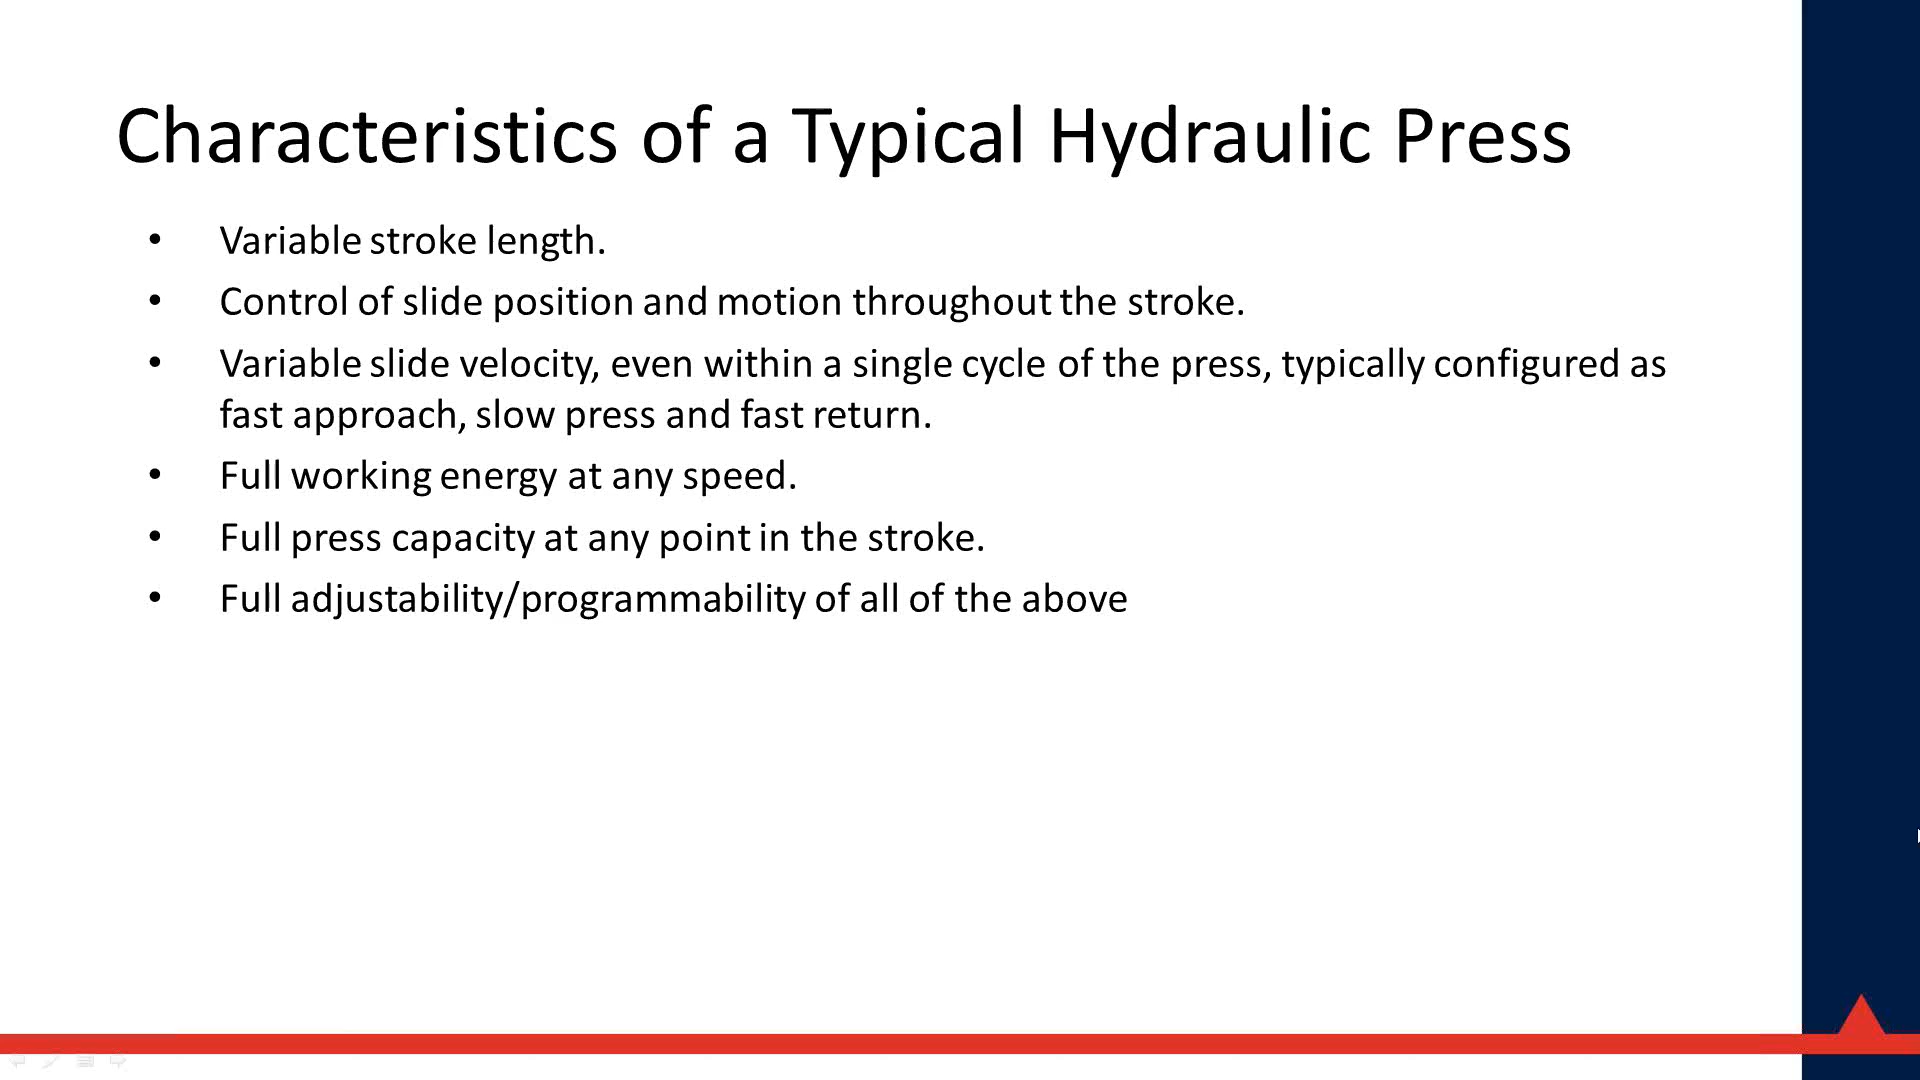 Characteristics of a Typical Hydraulic Press
• Variable stroke length.
• Control of slide position and motion throughout the stroke.
• Variable slide velocity, even within a single cycle of the press, typically configured as
fast approach, slow press and fast return.
• Full working energy at any speed.
• Full press capacity at any point in the stroke.
• Full adjustability/programmability of all of the above